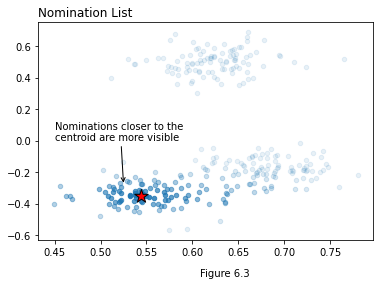 Nomination List
0.6
0.4
0.2
0.0
−0.2
−0.4
−0.6
Nominations closer to the
centroid are more visible
0.45 0.50 0.55 0.60 0.65 0.70 0.75
Figure 6.3